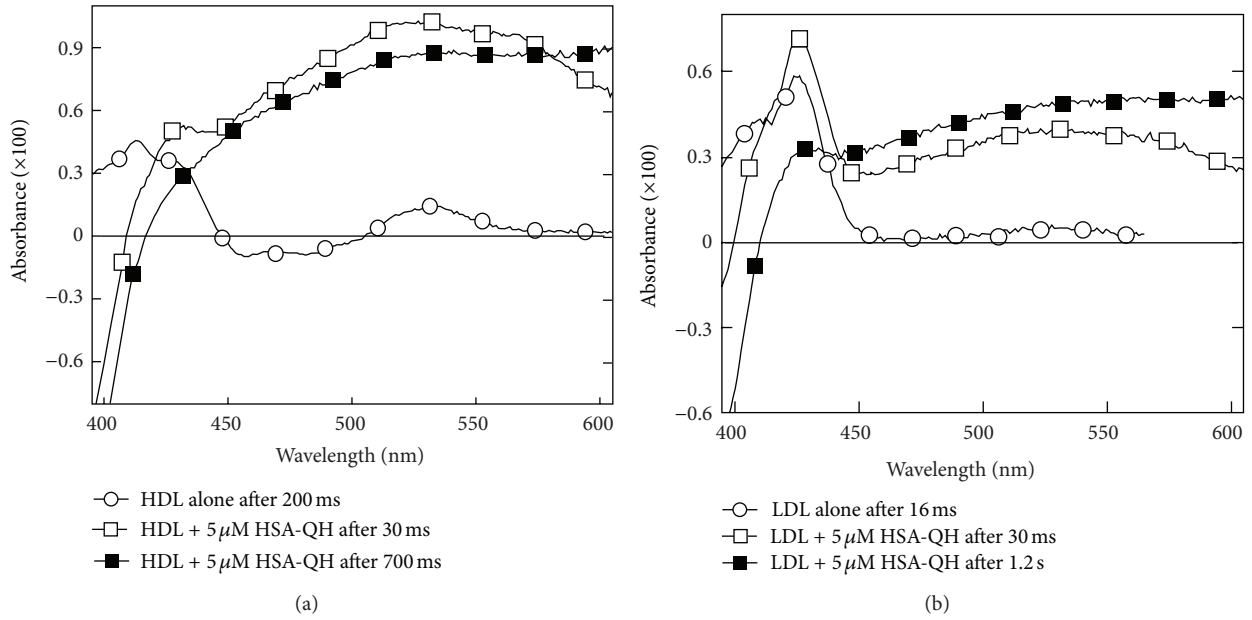 0.9
0.6
0.3
0
−0.3
−0.6
Absorbance (×100)
400 450 500 550 600
Wavelength (nm)
HDL alone after 200 ms
HDL + 5 μM HSA-QH after 30 ms
HDL + 5 μM HSA-QH after 700 ms
(a)
0.6
0.3
0
−0.3
−0.6
Absorbance (×100)
400 450 500 550 600
Wavelength (nm)
LDL alone after 16 ms
LDL + 5 μM HSA-QH after 30 ms
LDL + 5 μM HSA-QH after 1.2 s
(b)